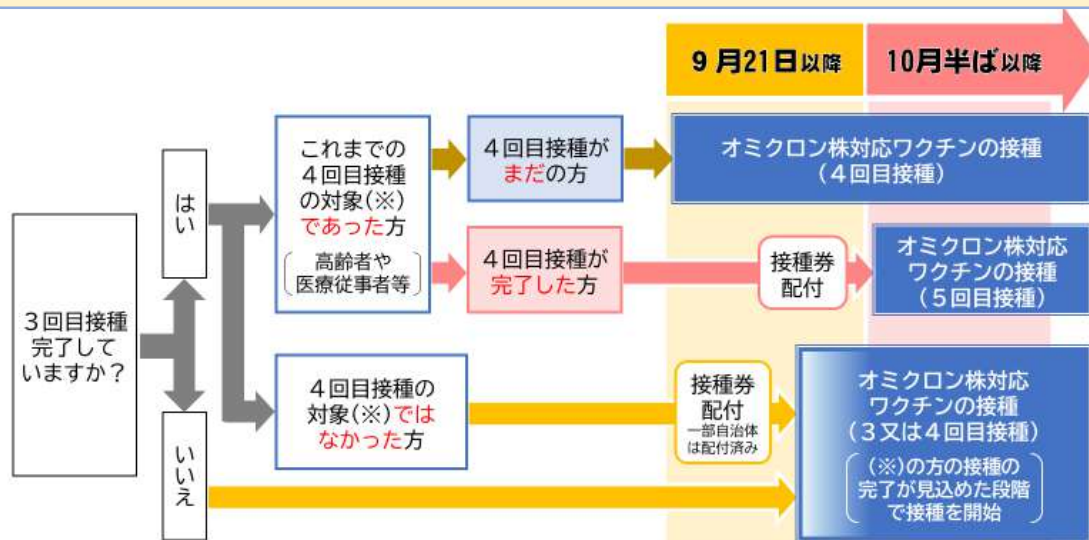 9月21日以降
10月半ば以降
3回目接種
完了して
いますか？
はい
いいえ
これまでの
4回目接種
の対象(※)
であった方
高齢者や
医療従事者等
4回目接種が
まだの方
オミクロン株対応ワクチンの接種
(4回目接種)
4回目接種が
完了した方
接種券
配付
オミクロン株対応
ワクチンの接種
(5回目接種)
4回目接種の
対象(※)では
なかった方
接種券
配付
一部自治体
は配付済み
オミクロン株対応
ワクチンの接種
(3又は4回目接種)
(※)の方の接種の
完了が見込めた段階
で接種を開始